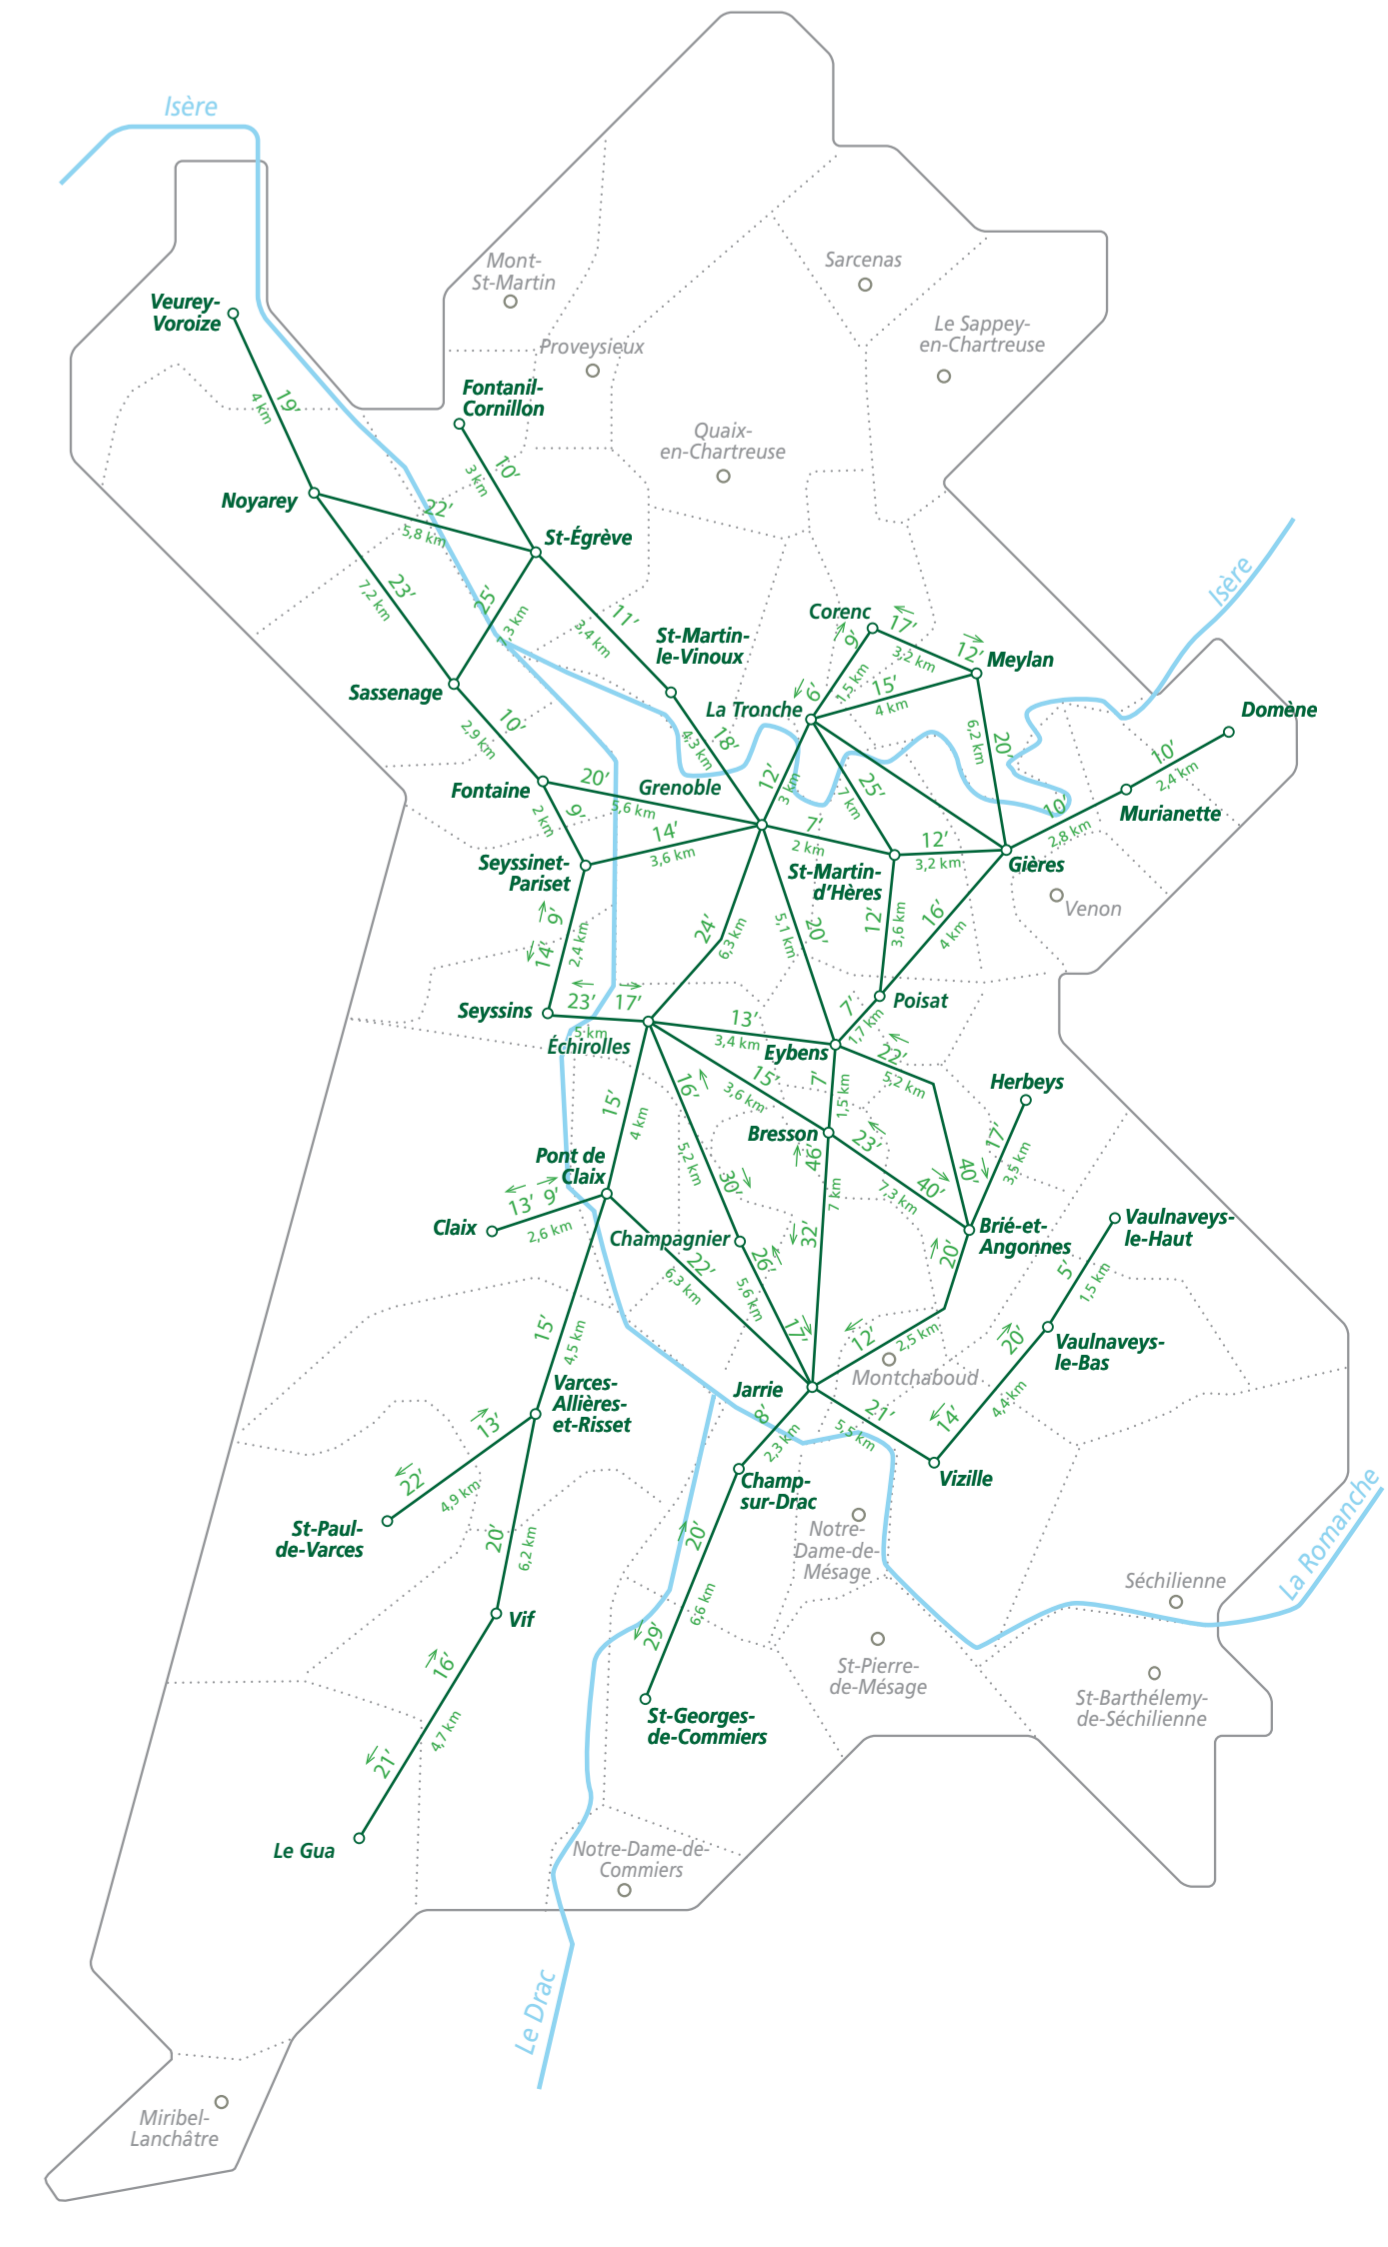 Isère
Mont-
St-Martin
Sarcenas
Veurey-
Voroize
Le Sappey-
en-Chartreuse
Proveysieux
Fontanil-
Cornillon
19’
4 km
Quaix-
en-Chartreuse
10’
3 km
Noyarey
22’
5,8 km
St-Égrève
Isère
23’
7,2 km
25’
11’
3,4 km
Corenc
17’
9’
3,2 km
12’
St-Martin-
le-Vinoux
Meylan
Sassenage
6’
1,5 km
15’
4 km
La Tronche
Domène
10’
2,9 km
18’
4,3 km
6,2 km
20’
10’
2,4 km
Fontaine
20’
5,6 km
Grenoble
12’
3 km
25’
7 km
10’
2,8 km
Murianette
9’
2 km
14’
3,6 km
7’
2 km
12’
3,2 km
Seyssinet-
Pariset
St-Martin-
d’Hères
Gières
Venon
9’
14’
2,4 km
24’
6,3 km
5,1 km
20’
12’
3,6 km
16’
4 km
Seyssins
23’
17’
5 km
Poisat
7’
1,7 km
Échirolles
13’
3,4 km
Eybens
22’
5,2 km
Herbeys
15’
4 km
16’
15’
3,6 km
7’
1,5 km
Bresson
23’
17’
3,5 km
Pont de
Claix
5,2 km
30’
46’
7 km
7,3 km
40’
40’
13’
9’
2,6 km
Claix
Champagnier
32’
Brié-et-
Angonnes
Vaulnaveys-
le-Haut
22’
6,3 km
26’
5,6 km
20’
5’
1,5 km
15’
4,5 km
17’
12’
2,5 km
20’
Vaulnaveys-
le-Bas
Montchaboud
Varces-
Allières-
et-Risset
Jarrie
13’
22’
4,9 km
8’
2,3 km
21’
5,5 km
14’
4,4 km
Vizille
Champ-
sur-Drac
St-Paul-
de-Varces
20’
6,2 km
20’
Notre-
Dame-de-
Mésage
La Romanche
Séchilienne
Vif
6,6 km
29’
16’
St-Pierre-
de-Mésage
St-Barthélemy-
de-Séchilienne
St-Georges-
de-Commiers
4,7 km
21’
Le Gua
Notre-Dame-de-
Commiers
Le Drac
Miribel-
Lanchâtre